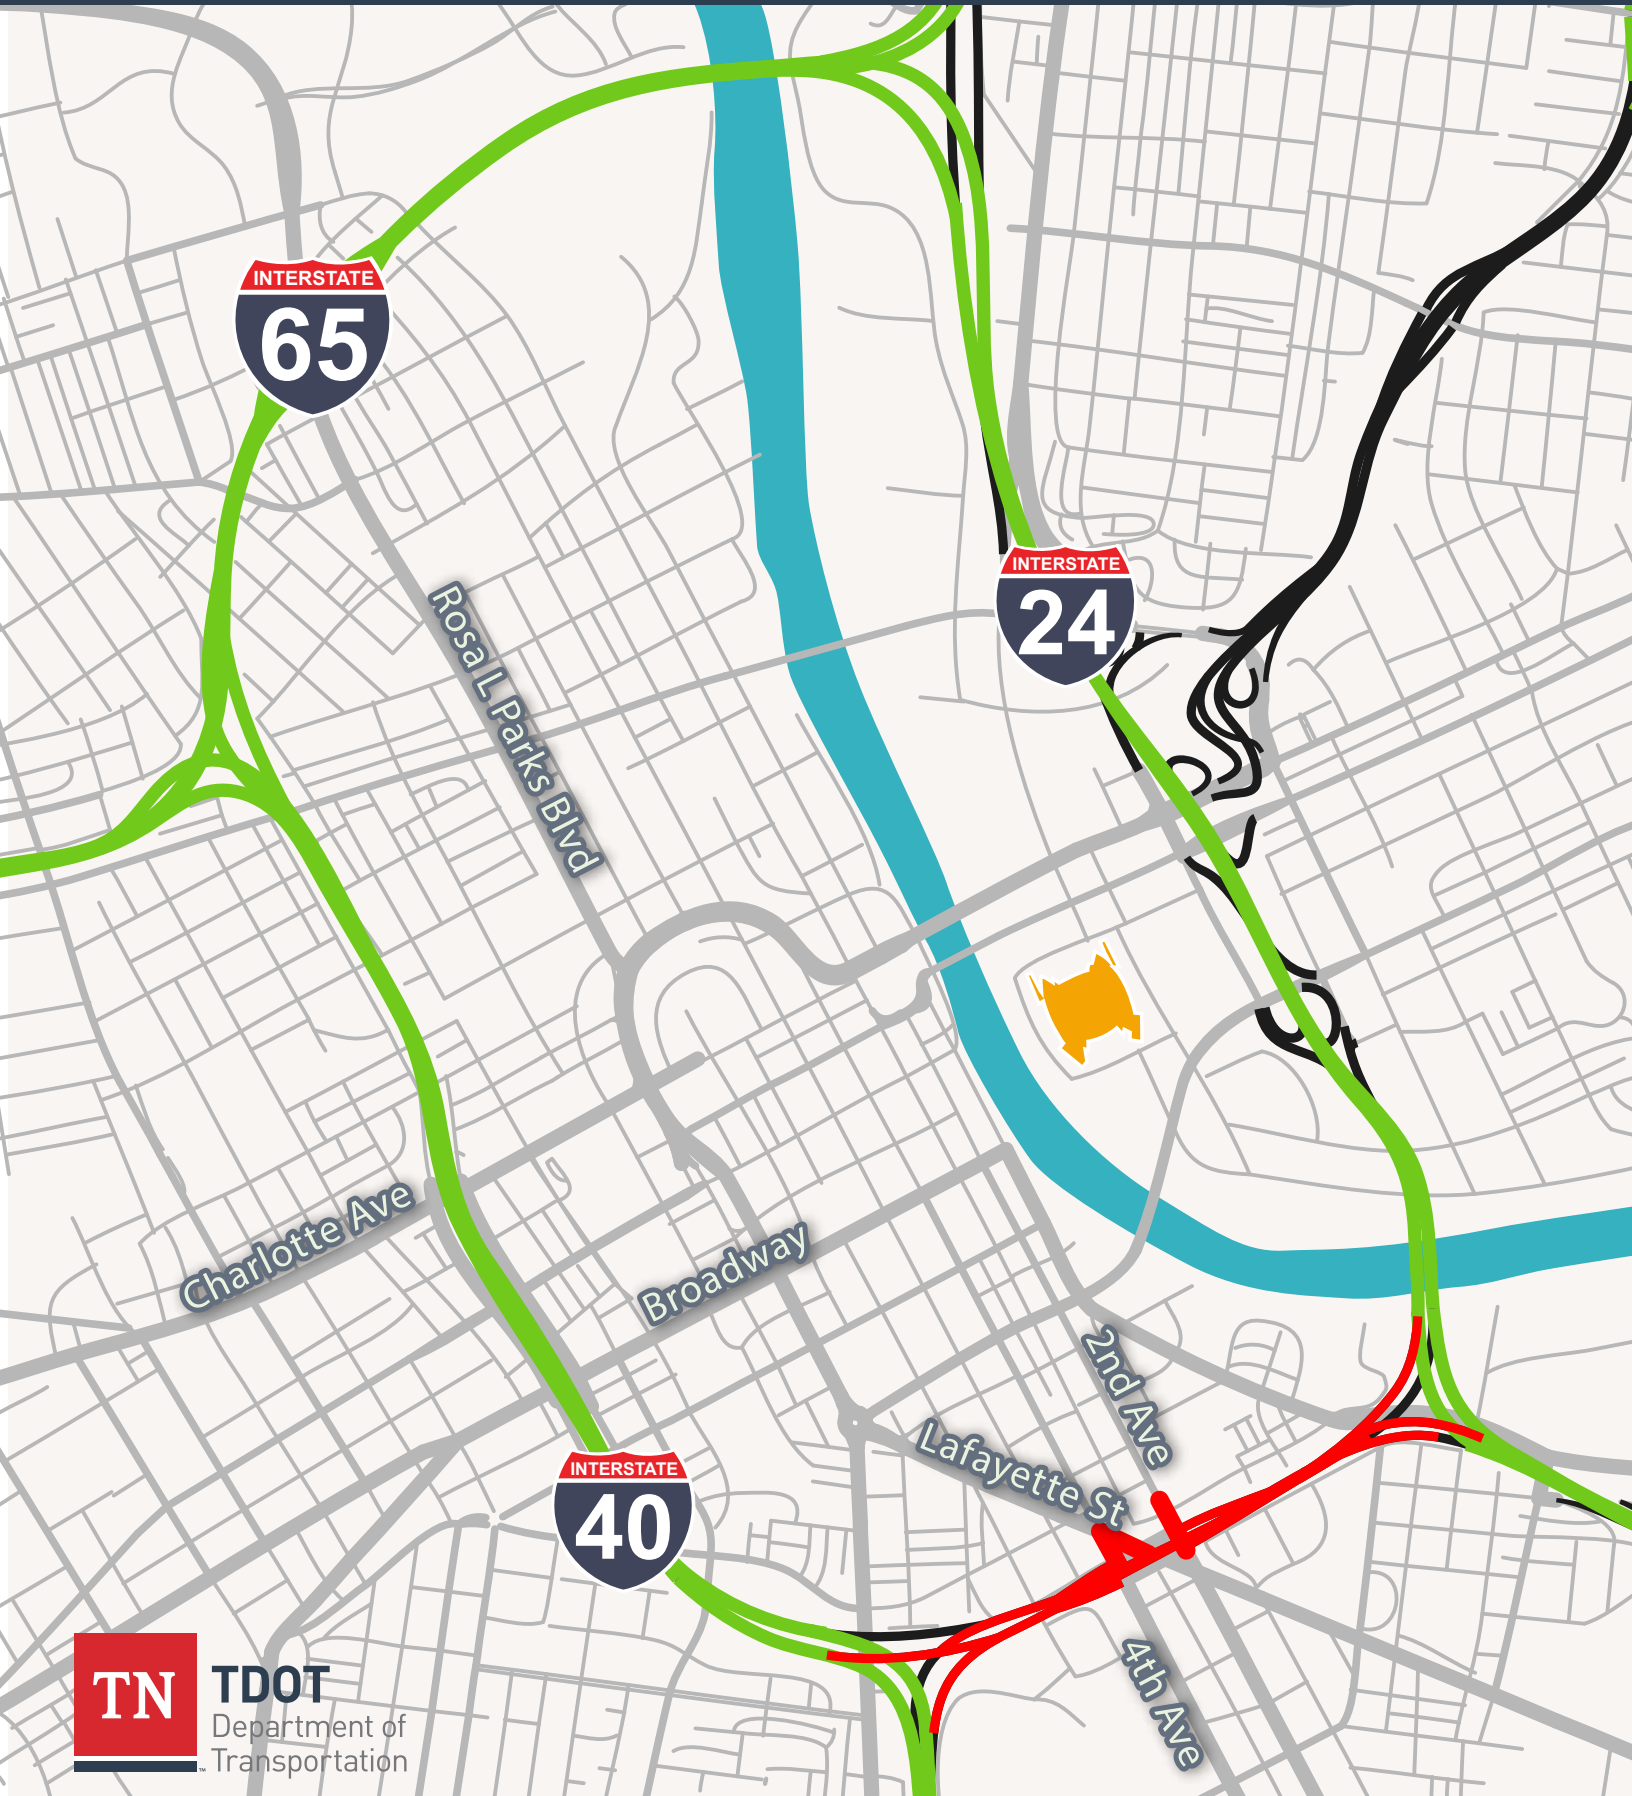 INTERSTATE
65
INTERSTATE
24
Rosa L Parks Blvd
Charlotte Ave
Broadway
2nd Ave
Lafayette St
INTERSTATE
40
4th Ave
TN
TDOT
Department of
Transportation
™